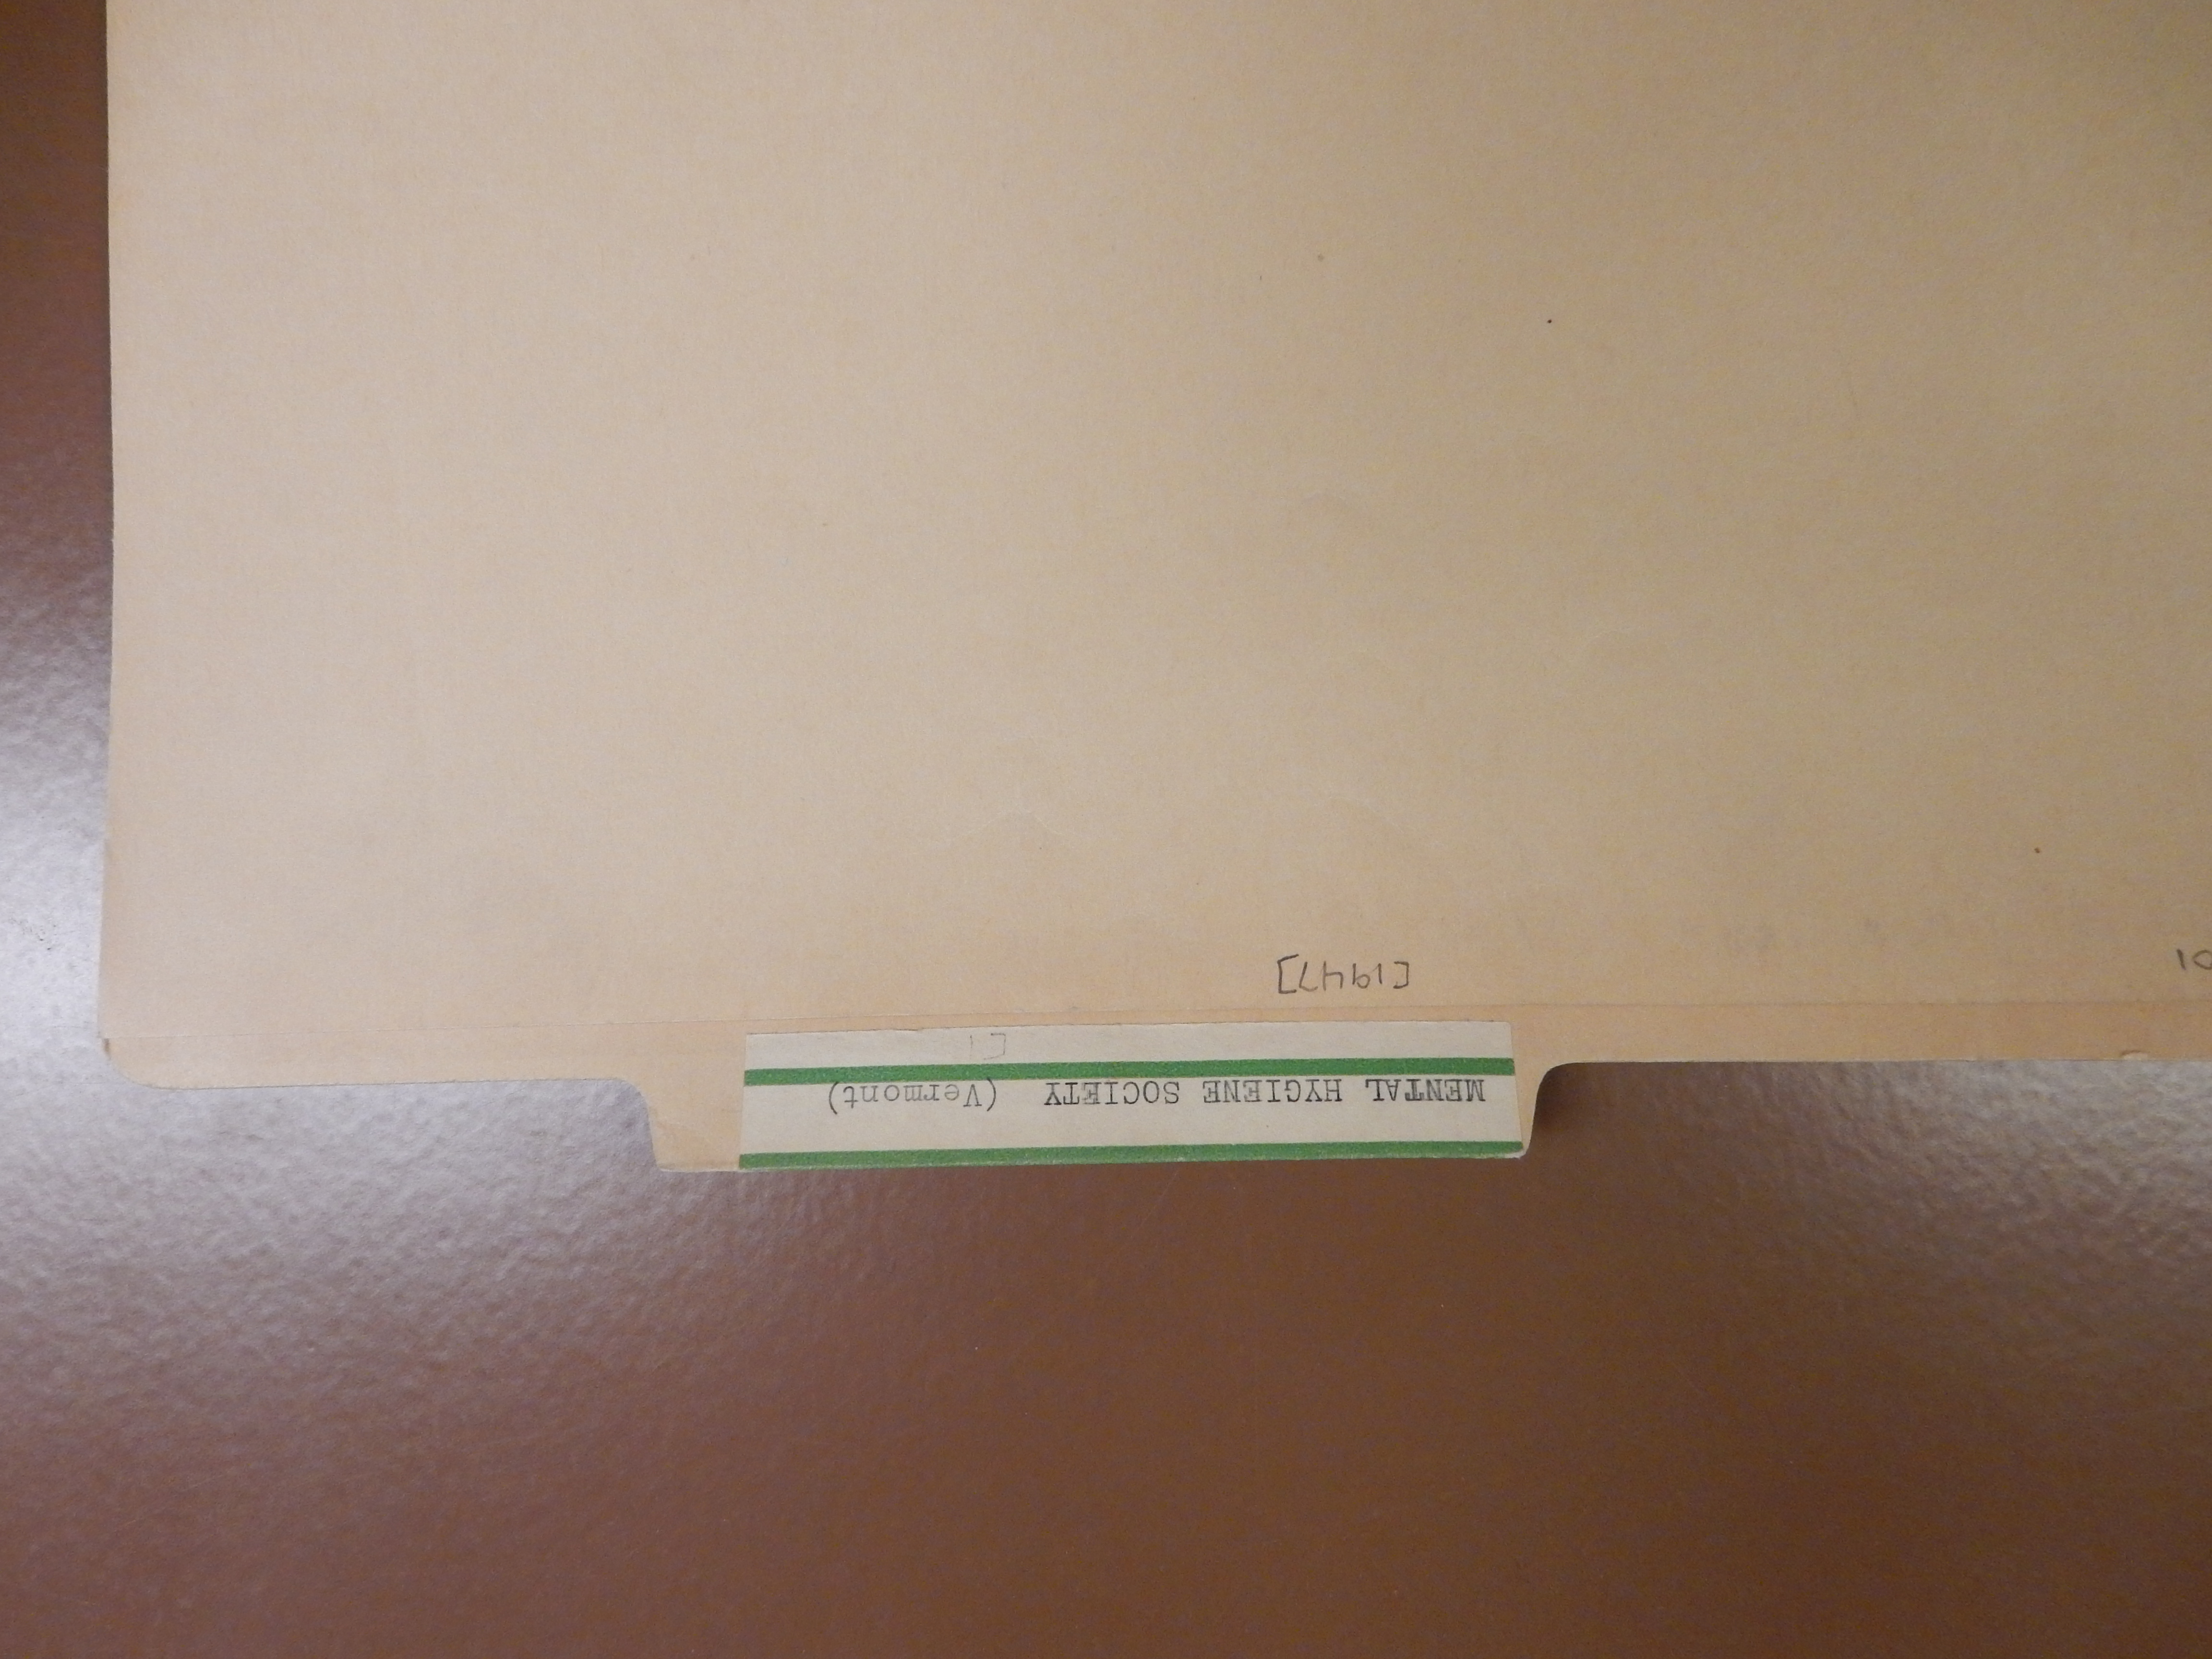 MENTAL HYGIENE SOCIETY (Vermont)
[1947]